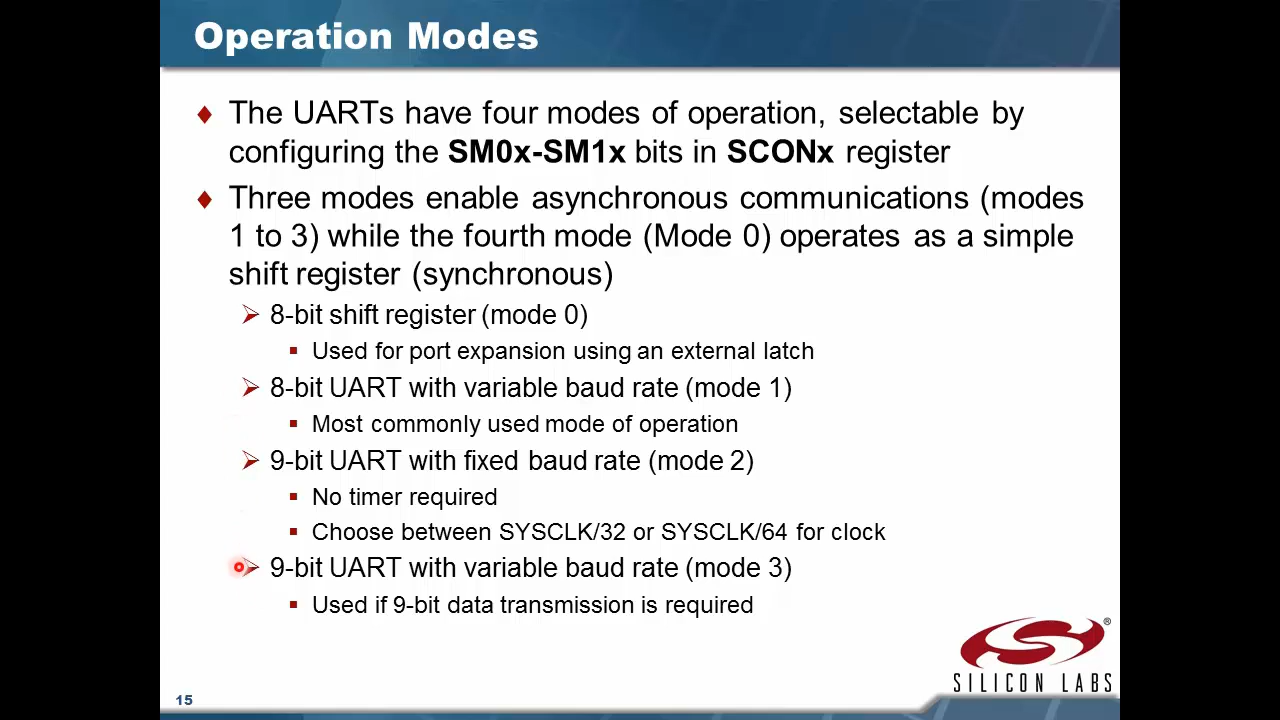 Operation Modes
The UARTs have four modes of operation, selectable by
configuring the SM0x-SM1x bits in SCONx register
Three modes enable asynchronous communications (modes
1 to 3) while the fourth mode (Mode 0) operates as a simple
shift register (synchronous)
8-bit shift register (mode 0)
Used for port expansion using an external latch
8-bit UART with variable baud rate (mode 1)
Most commonly used mode of operation
9-bit UART with fixed baud rate (mode 2)
No timer required
Choose between SYSCLK/32 or SYSCLK/64 for clock
9-bit UART with variable baud rate (mode 3)
Used if 9-bit data transmission is required
®
SILICON LABS
15